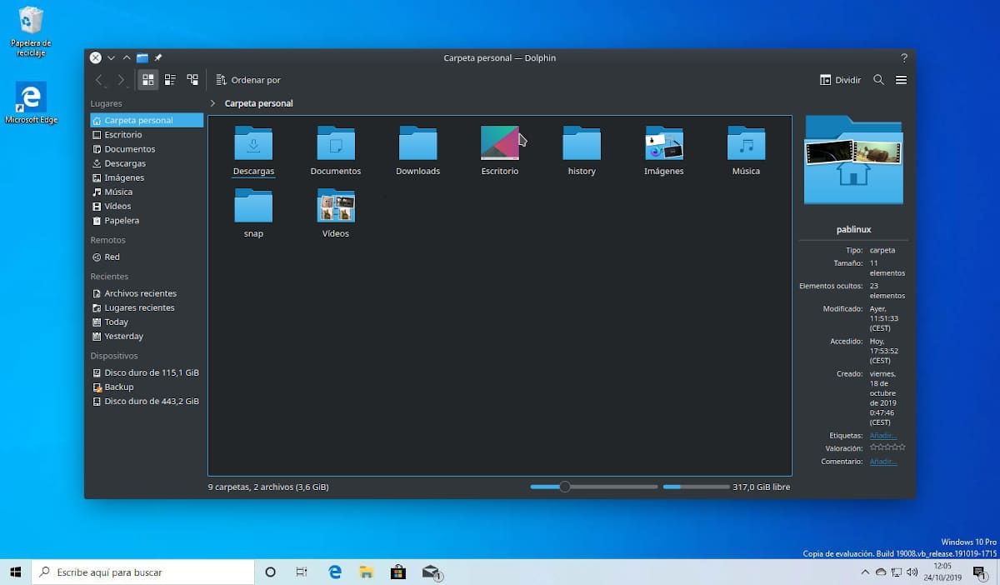 Papelera de
reciclaje
Microsoft Edge
Carpeta personal — Dolphin
?
Ordenar por
Dividir
Lugares
Carpeta personal
Escritorio
Documentos
Descargas
Imágenes
Música
Vídeos
Papelera
Remotos
Red
Recientes
Archivos recientes
Lugares recientes
Today
Yesterday
Dispositivos
Disco duro de 115,1 GiB
Backup
Disco duro de 443,2 GiB
Carpeta personal
Descargas
Documentos
Downloads
Escritorio
history
Imágenes
Música
snap
Vídeos
9 carpetas, 2 archivos (3,6 GiB)
317,0 GiB libre
pablinux
Tipo: carpeta
Tamaño: 11
elementos
Elementos ocultos: 23
elementos
Modificado: Ayer,
11:51:33
(CEST)
Accedido: Hoy,
17:53:52
(CEST)
Creado: viernes,
18 de
octubre
de 2019
0:47:46
(CEST)
Etiquetas: Añadir...
Valoración:
Comentario: Añadir...
Windows 10 Pro
Copia de evaluación. Build 19008.vb_release.191019-1715
Escribe aquí para buscar
1
12:05
24/10/2019
1